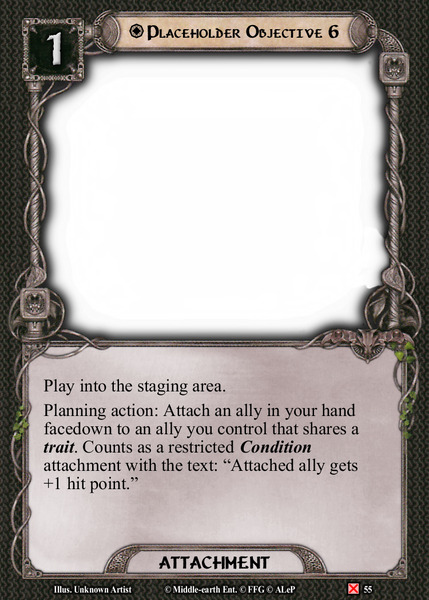 1
Placeholder Objective 6
Play into the staging area.
Planning action: Attach an ally in your hand
facedown to an ally you control that shares a
trait. Counts as a restricted Condition
attachment with the text: “Attached ally gets
+1 hit point.”
ATTACHMENT
Illus. Unknown Artist © Middle-earth Ent. © FFG © ALeP 55